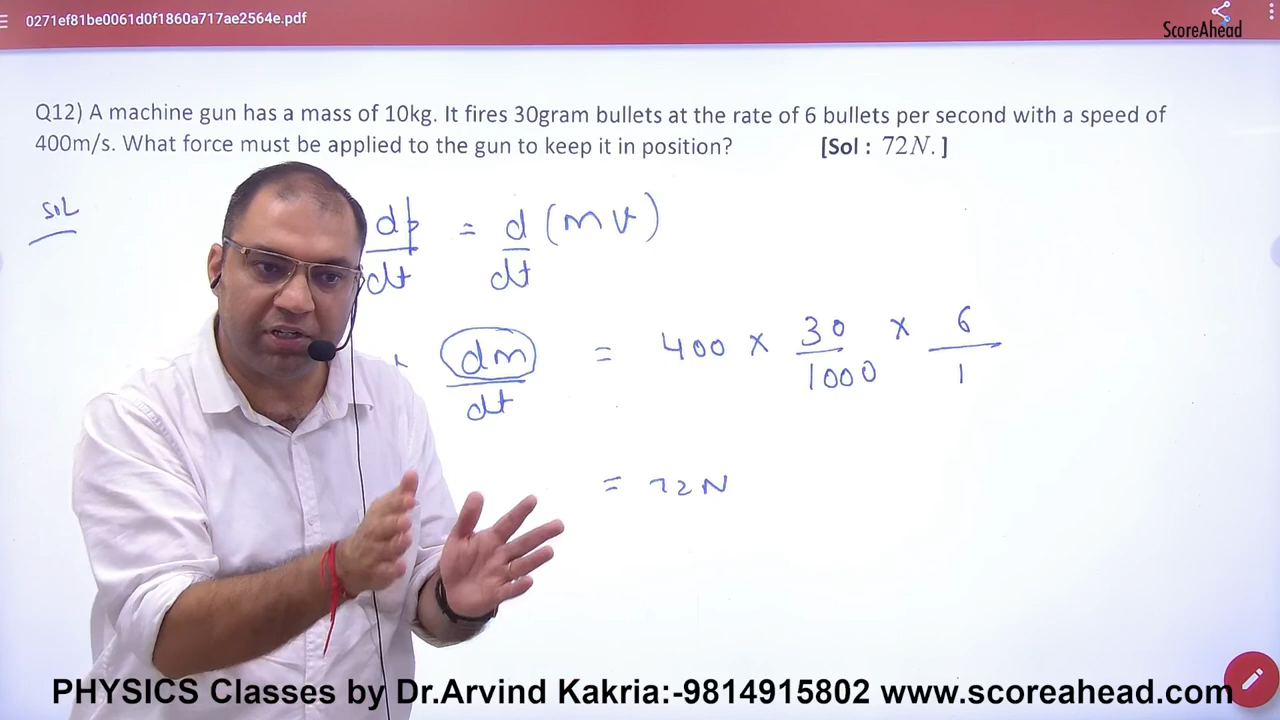 0271ef81be0061d0f1860a717ae2564e.pdf
ScoreAhead
Q12) A machine gun has a mass of 10kg. It fires 30gram bullets at the rate of 6 bullets per second with a speed of
400m/s. What force must be applied to the gun to keep it in position? [Sol : 72N. ]
Sol
dp/dt = d/dt (mv)
dm/dt = 400 x 30/1000 x 6/1
= 72N
PHYSICS Classes by Dr.Arvind Kakria:-9814915802 www.scoreahead.com